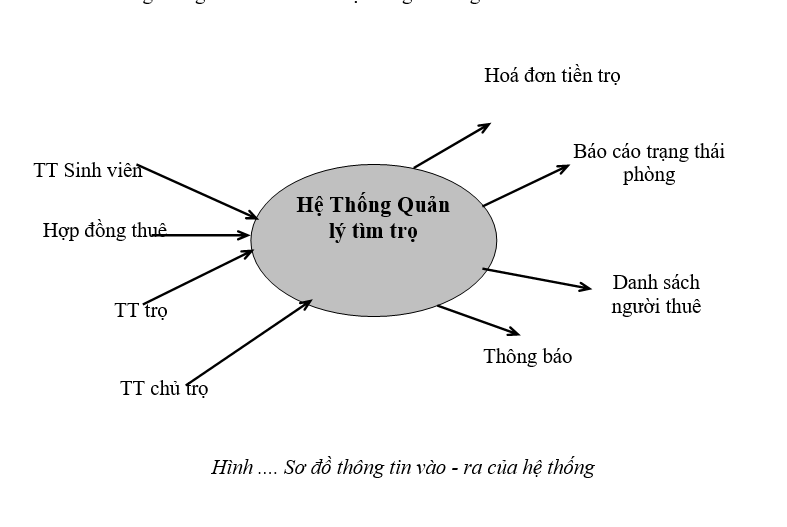 Hoá đơn tiền trọ
Báo cáo trạng thái
phòng
TT Sinh viên
Hệ Thống Quản
lý tìm trọ
Hợp đồng thuê
Danh sách
người thuê
TT trọ
Thông báo
TT chủ trọ
Hình .... Sơ đồ thông tin vào - ra của hệ thống